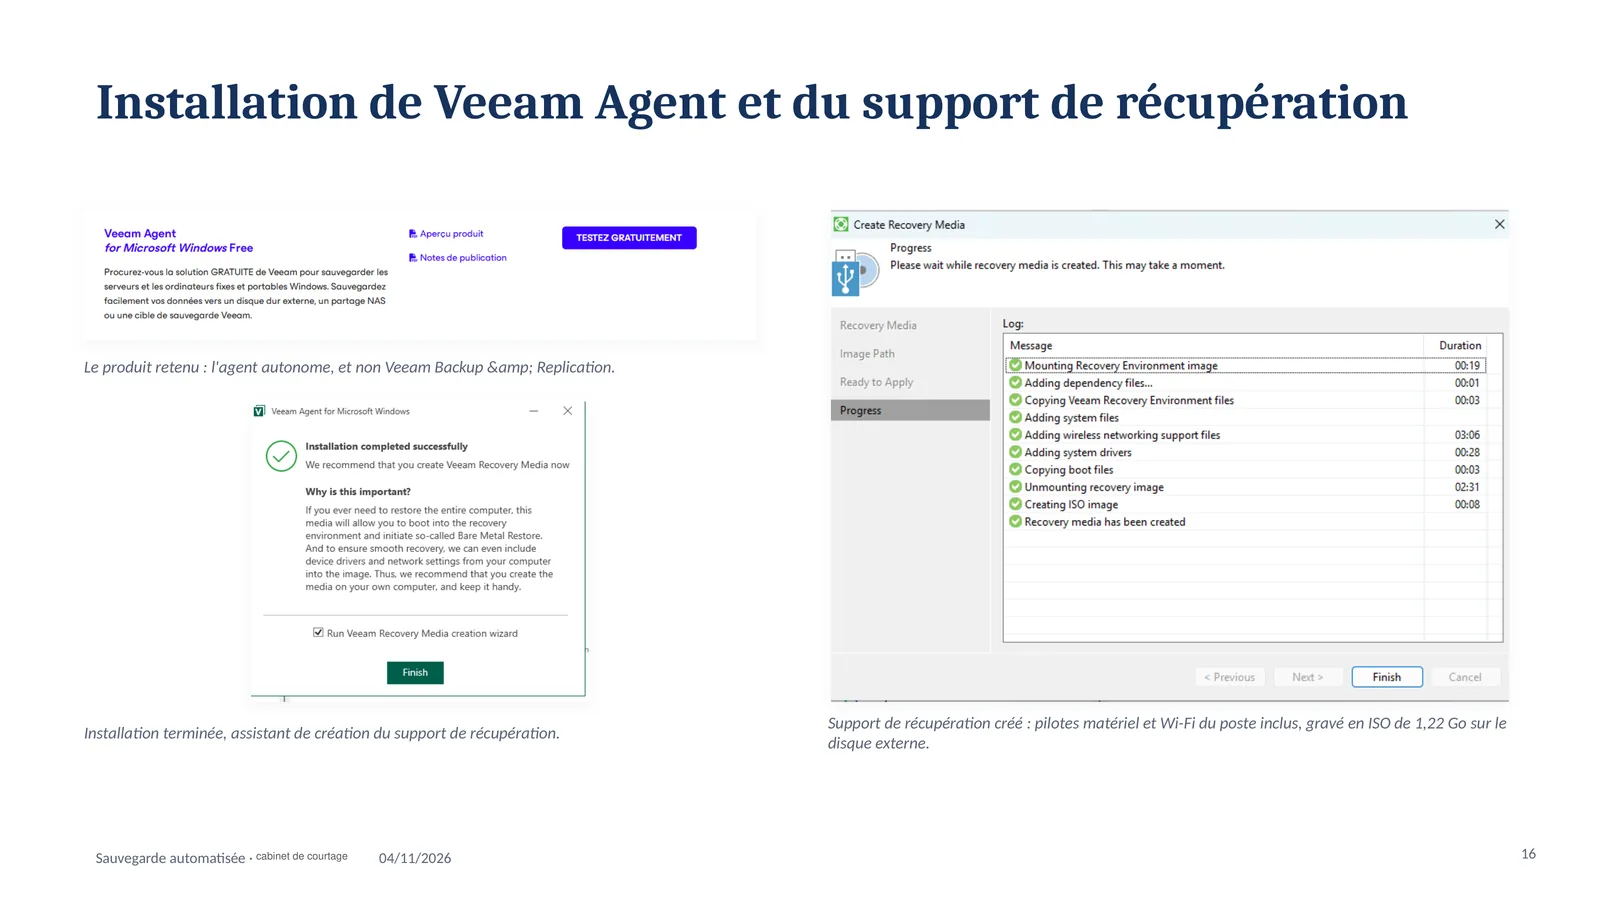 Installation de Veeam Agent et du support de récupération
Veeam Agent
for Microsoft Windows Free
Procurez-vous la solution GRATUITE de Veeam pour sauvegarder les
serveurs et les ordinateurs fixes et portables Windows. Sauvegardez
facilement vos données vers un disque dur externe, un partage NAS
ou une cible de sauvegarde Veeam.
Aperçu produit
Notes de publication
TESTEZ GRATUITEMENT
Le produit retenu : l'agent autonome, et non Veeam Backup &amp; Replication.
Veeam Agent for Microsoft Windows
Installation completed successfully
We recommend that you create Veeam Recovery Media now
Why is this important?
If you ever need to restore the entire computer, this
media will allow you to boot into the recovery
environment and initiate so-called Bare Metal Restore.
And to ensure smooth recovery, we can even include
device drivers and network settings from your computer
into the image. Thus, we recommend that you create the
media on your own computer, and keep it handy.
Run Veeam Recovery Media creation wizard
Finish
Installation terminée, assistant de création du support de récupération.
Create Recovery Media
Progress
Please wait while recovery media is created. This may take a moment.
Recovery Media
Image Path
Ready to Apply
Progress
Log:
Message Duration
Mounting Recovery Environment image 00:19
Adding dependency files... 00:01
Copying Veeam Recovery Environment files 00:03
Adding system files
Adding wireless networking support files 03:06
Adding system drivers 00:28
Copying boot files 00:03
Unmounting recovery image 02:31
Creating ISO image 00:08
Recovery media has been created
< Previous Next > Finish Cancel
Support de récupération créé : pilotes matériel et Wi-Fi du poste inclus, gravé en ISO de 1,22 Go sur le
disque externe.
Sauvegarde automatisée · cabinet de courtage 04/11/2026
16